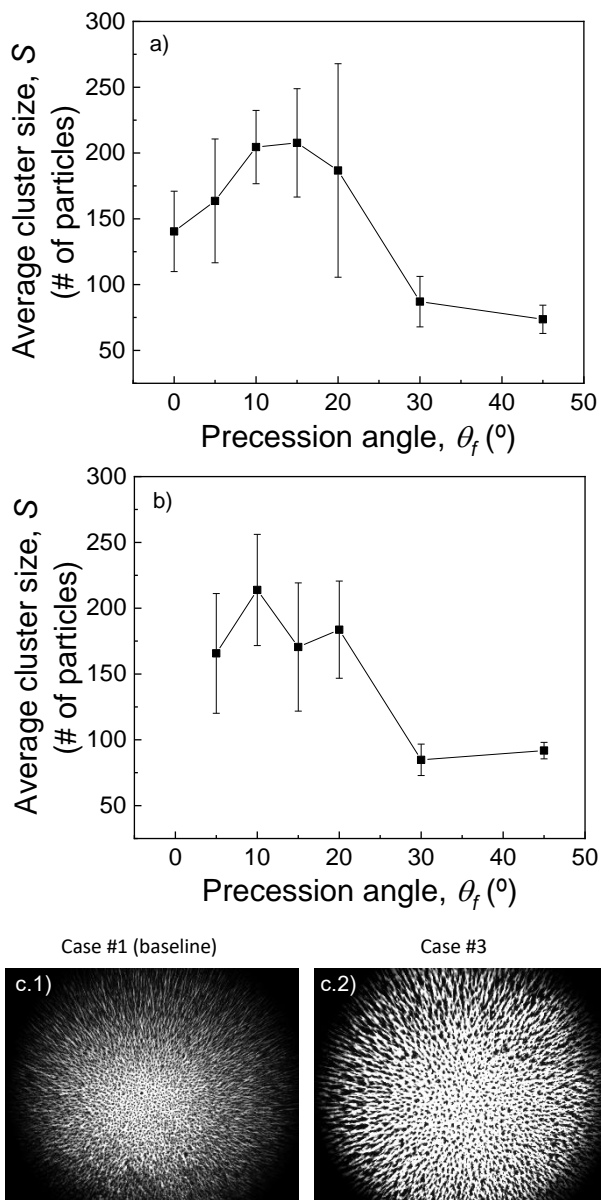 a)
300
250
200
150
100
50
Average cluster size, S
(# of particles)
0 10 20 30 40 50
Precession angle, θf (º)
b)
300
250
200
150
100
50
Average cluster size, S
(# of particles)
0 10 20 30 40 50
Precession angle, θf (º)
Case #1 (baseline) Case #3
c.1) c.2)